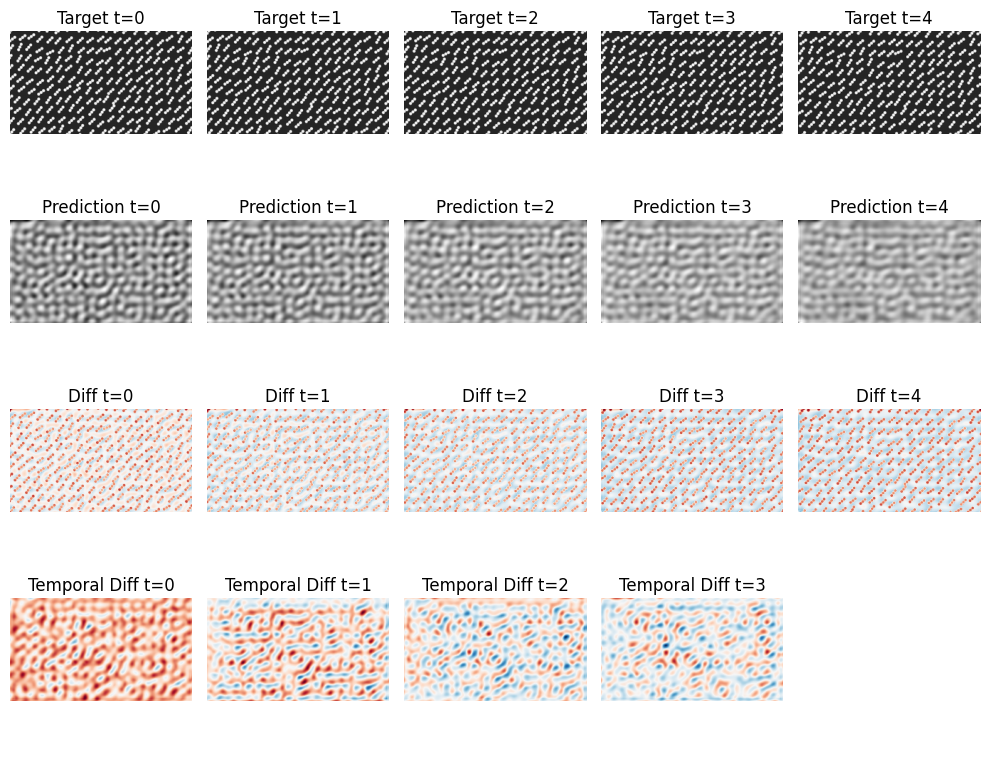 Target t=0 Target t=1 Target t=2 Target t=3 Target t=4
Prediction t=0 Prediction t=1 Prediction t=2 Prediction t=3 Prediction t=4
Diff t=0 Diff t=1 Diff t=2 Diff t=3 Diff t=4
Temporal Diff t=0 Temporal Diff t=1 Temporal Diff t=2 Temporal Diff t=3